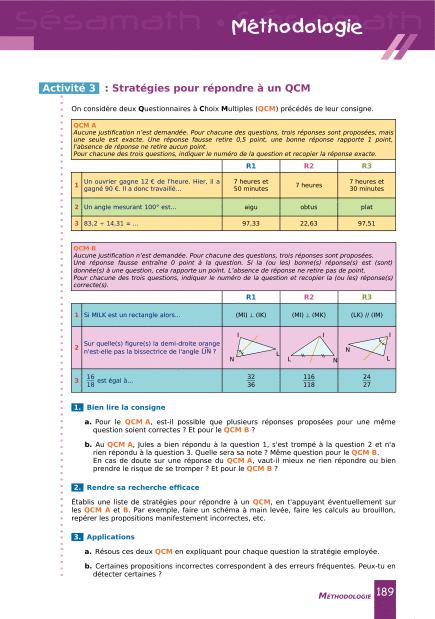 Sésamath • Sésamath
Méthodologie
Activité 3 : Stratégies pour répondre à un QCM
On considère deux Questionnaires à Choix Multiples (QCM) précédés de leur consigne.
QCM A
Aucune justification n'est demandée. Pour chacune des questions, trois réponses sont proposées, mais
une seule est exacte. Une réponse fausse retire 0,5 point, une bonne réponse rapporte 1 point,
l'absence de réponse ne retire aucun point.
Pour chacune des trois questions, indiquer le numéro de la question et recopier la réponse exacte.
R1 R2 R3
1 Un ouvrier gagne 12 € de l'heure. Hier, il a gagné 90 €. Il a donc travaillé... 7 heures et 50 minutes 7 heures 7 heures et 30 minutes
2 Un angle mesurant 100° est... aigu obtus plat
3 83,2 ÷ 14,31 = ... 97,33 22,63 97,51
QCM B
Aucune justification n'est demandée. Pour chacune des questions, trois réponses sont proposées.
Une réponse fausse entraîne 0 point à la question. Si la (ou les) bonne(s) réponse(s) est (sont)
donnée(s) à une question, cela rapporte un point. L'absence de réponse ne retire pas de point.
Pour chacune des trois questions, indiquer le numéro de la question et recopier la (ou les) réponse(s)
correcte(s).
R1 R2 R3
1 Si MILK est un rectangle alors... (MI) ⊥ (IK) (MI) ⊥ (MK) (LK) // (IM)
2 Sur quelle(s) figure(s) la demi-droite orange n'est-elle pas la bissectrice de l'angle LIN ? I N L I L N I N L
3 16/18 est égal à... 32/36 116/118 24/27
1. Bien lire la consigne
a. Pour le QCM A, est-il possible que plusieurs réponses proposées pour une même
question soient correctes ? Et pour le QCM B ?
b. Au QCM A, Jules a bien répondu à la question 1, s'est trompé à la question 2 et n'a
rien répondu à la question 3. Quelle sera sa note ? Même question pour le QCM B.
En cas de doute sur une réponse du QCM A, vaut-il mieux ne rien répondre ou bien
prendre le risque de se tromper ? Et pour le QCM B ?
2. Rendre sa recherche efficace
Établis une liste de stratégies pour répondre à un QCM, en t'appuyant éventuellement sur
les QCM A et B. Par exemple, faire un schéma à main levée, faire les calculs au brouillon,
repérer les propositions manifestement incorrectes, etc.
3. Applications
a. Résous ces deux QCM en expliquant pour chaque question la stratégie employée.
b. Certaines propositions incorrectes correspondent à des erreurs fréquentes. Peux-tu en
détecter certaines ?
MÉTHODOLOGIE 189